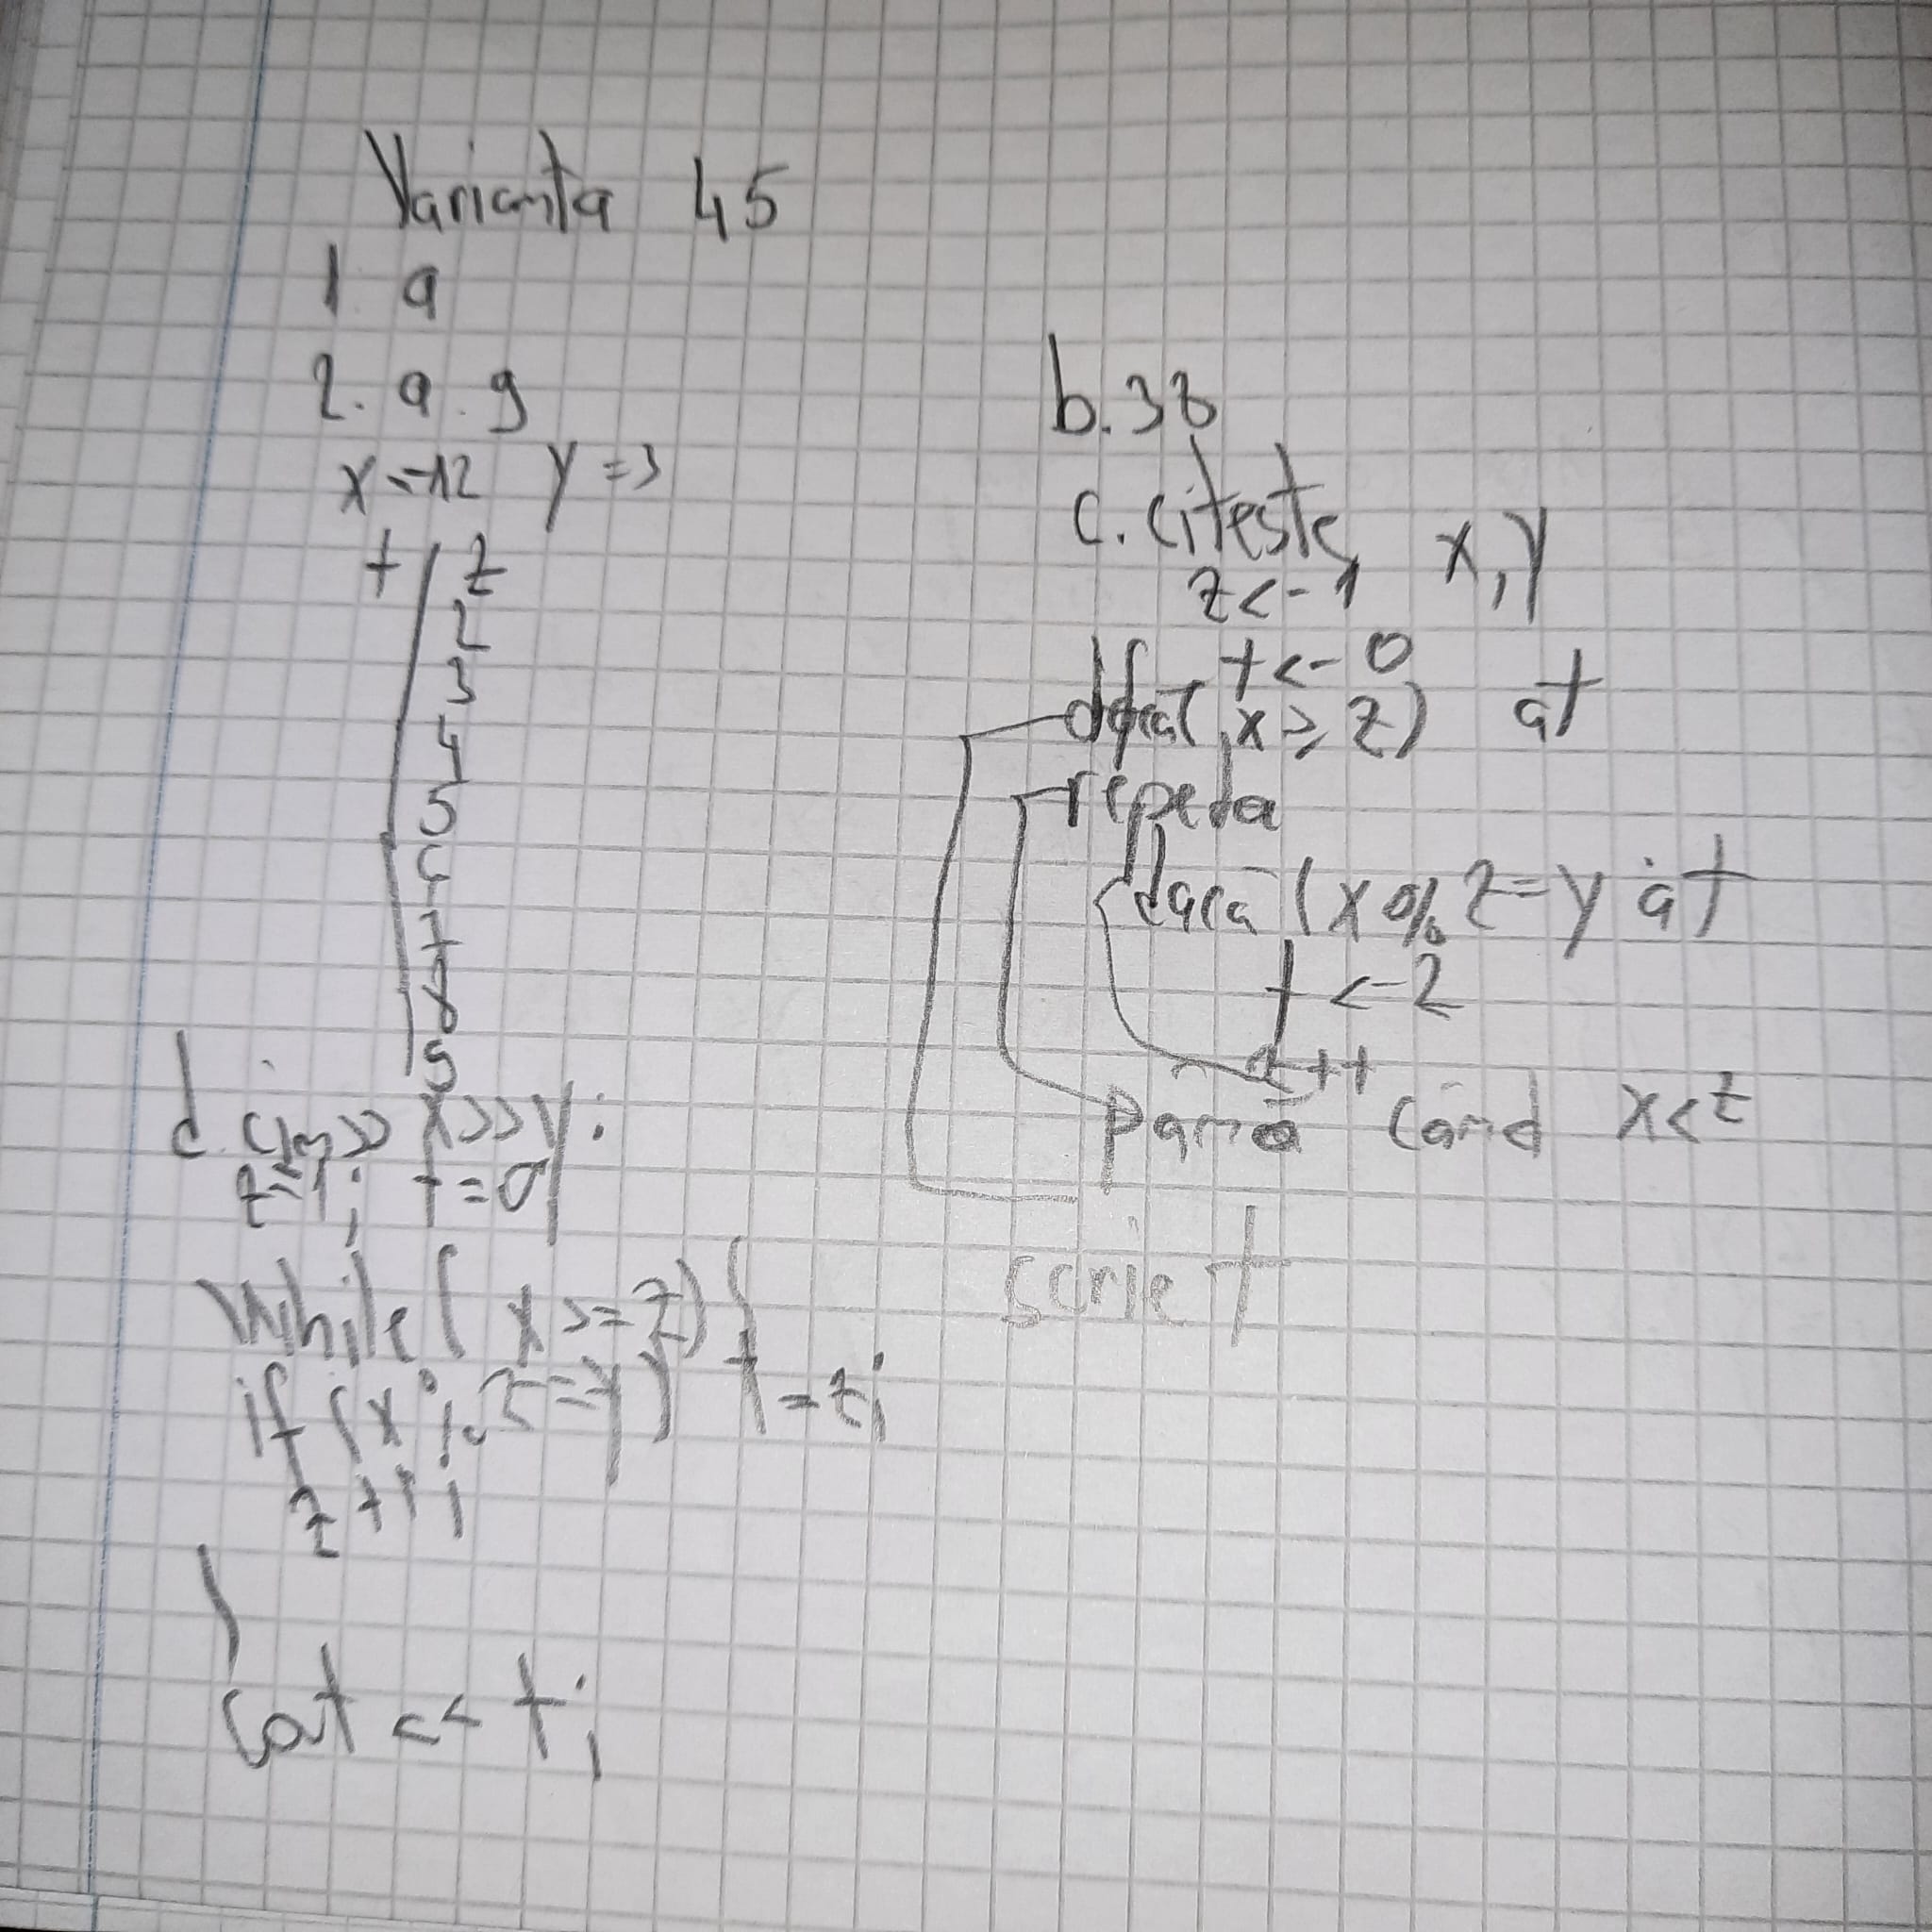 Varianta 45
1 a
2. a. 9
x=12 y=3
t z
2
3
4
5
6
7
8
9
d. cin>>x>>y;
z=1; t=0;
While(x>=z){
if(x%z==y) t=z;
z++;
}
cout<<t;
b. 38
c. citeste x,y
z<-1
t<-0
daca(x≥z) at
repeta
daca (x%z=y at
t<-2
z++
pana cand x<z
scrie t